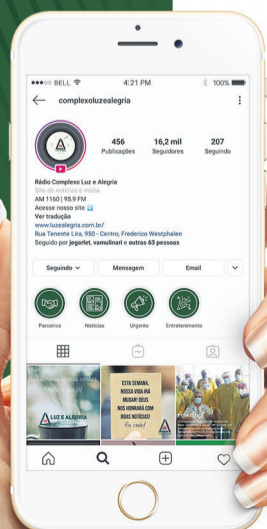 BELL
4:21 PM
100%
complexoluzealegria
456
Publicações
16,2 mil
Seguidores
207
Seguindo
Rádio Complexo Luz e Alegria
Site de notícias e mídia
AM 1160 | 95.9 FM
Acesse nosso site
Ver tradução
www.luzealegria.com.br/
Rua Tenente Lira, 950 - Centro, Frederico Westphalen
Seguido por jegarlet, vamulinari e outras 63 pessoas
Seguindo
Mensagem
Email
Parceiros
Notícias
Urgente
Entretenimento
LUZ E ALEGRIA
ESTA SEMANA,
NOSSA VIDA IRÁ
MUDAR! DEUS
NOS HONRARÁ COM
BOAS NOTÍCIAS!
Eu creio!